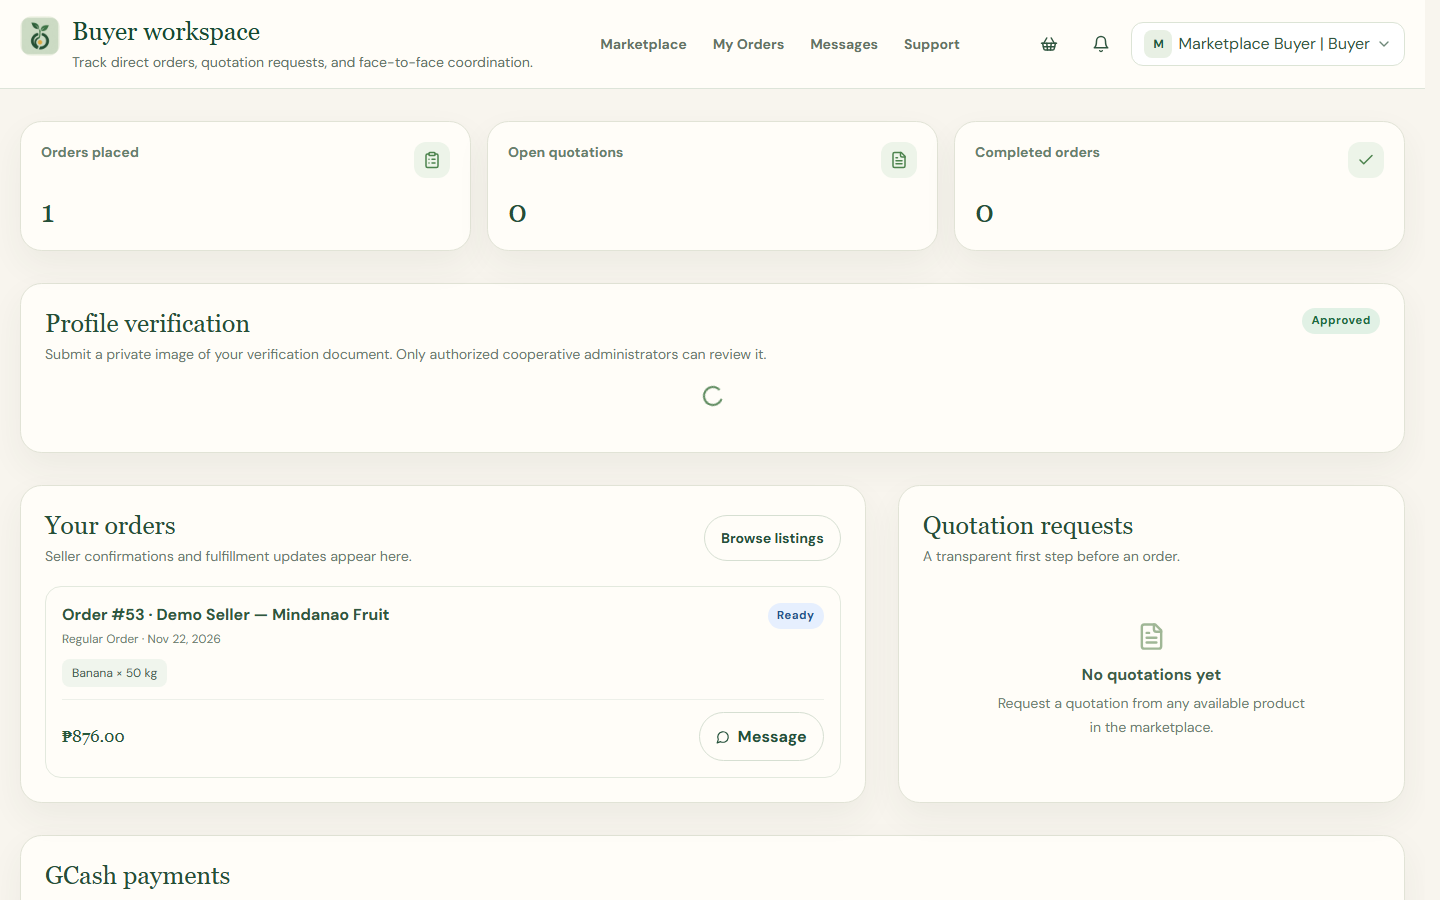 Buyer workspace
Track direct orders, quotation requests, and face-to-face coordination.
Marketplace
My Orders
Messages
Support
M
Marketplace Buyer | Buyer
Orders placed
1
Open quotations
0
Completed orders
0
Profile verification
Approved
Submit a private image of your verification document. Only authorized cooperative administrators can review it.
Your orders
Seller confirmations and fulfillment updates appear here.
Browse listings
Order #53 · Demo Seller — Mindanao Fruit
Ready
Regular Order · Nov 22, 2026
Banana × 50 kg
₱876.00
Message
Quotation requests
A transparent first step before an order.
No quotations yet
Request a quotation from any available product
in the marketplace.
GCash payments